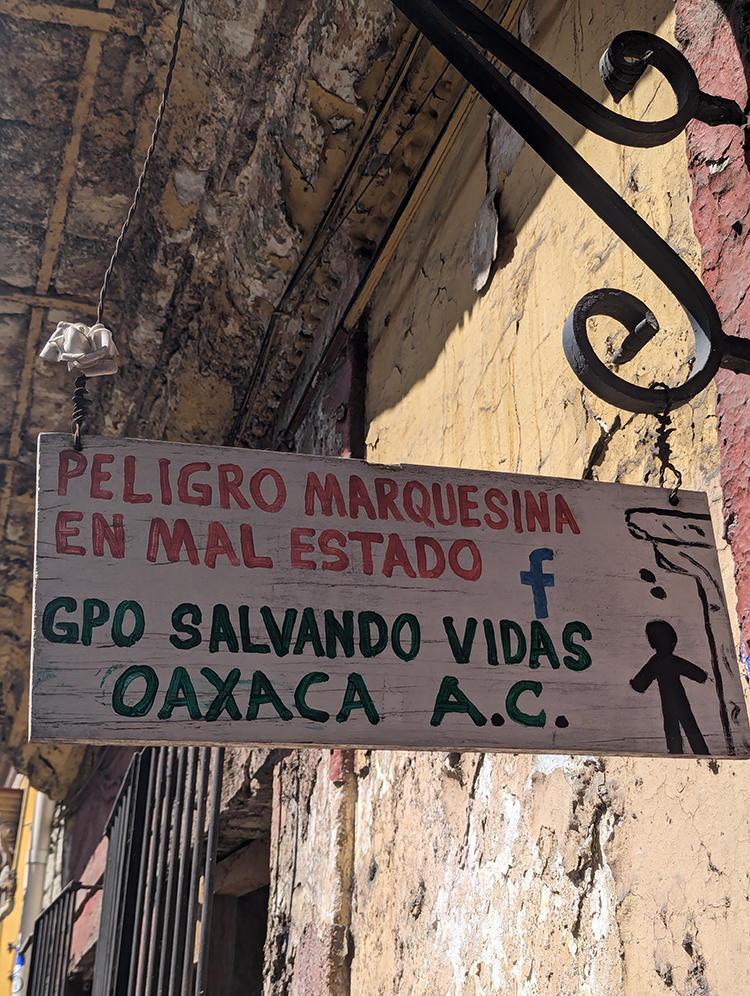 PELIGRO MARQUESINA
EN MAL ESTADO
f
GPO SALVANDO VIDAS
OAXACA A.C.